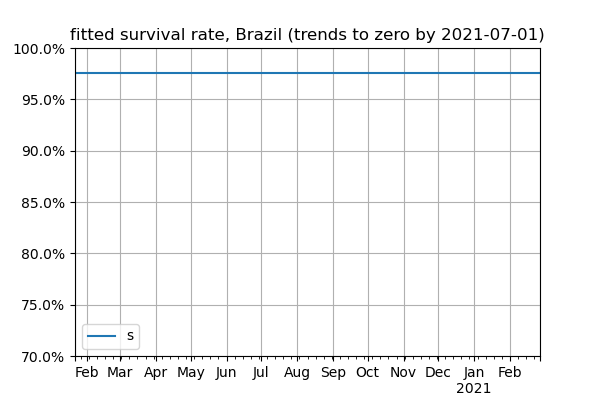 fitted survival rate, Brazil (trends to zero by 2021-07-01)
100.0%
95.0%
90.0%
85.0%
80.0%
75.0%
70.0%
s
Feb Mar Apr May Jun Jul Aug Sep Oct Nov Dec Jan Feb
2021